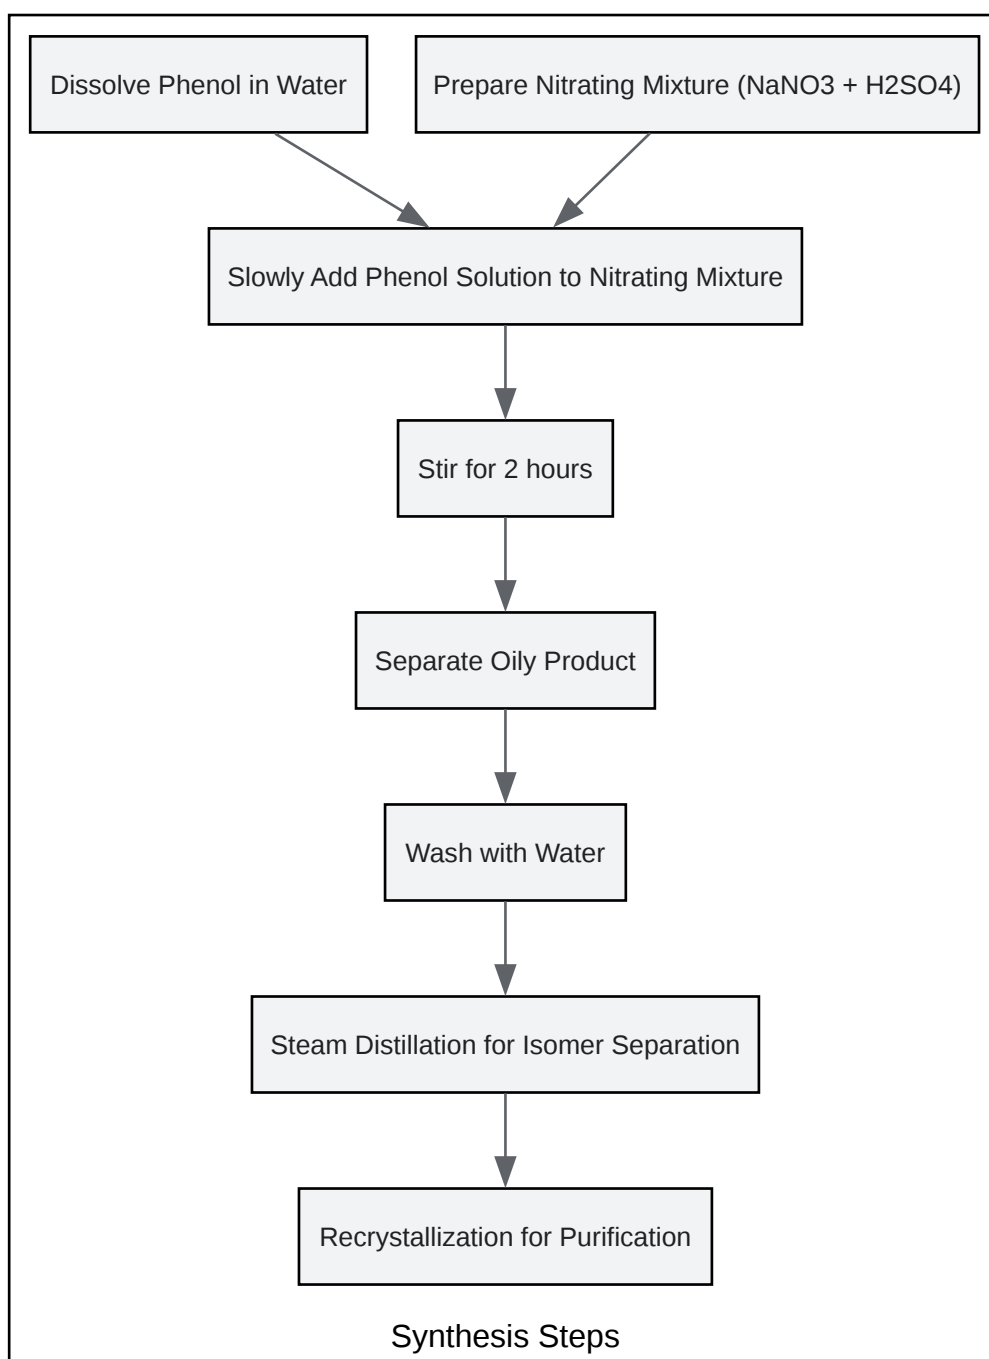 Dissolve Phenol in Water
Prepare Nitrating Mixture (NaNO3 + H2SO4)
Slowly Add Phenol Solution to Nitrating Mixture
Stir for 2 hours
Separate Oily Product
Wash with Water
Steam Distillation for Isomer Separation
Recrystallization for Purification
Synthesis Steps